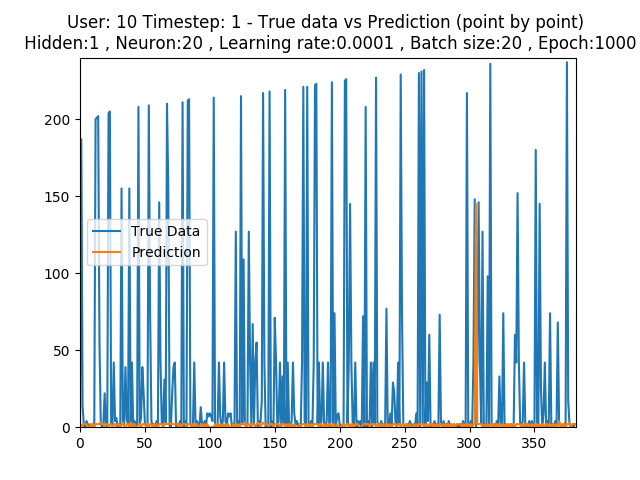 User: 10 Timestep: 1 - True data vs Prediction (point by point)
Hidden:1 , Neuron:20 , Learning rate:0.0001 , Batch size:20 , Epoch:1000
200
150
True Data
Prediction
100
50
0
0 50 100 150 200 250 300 350